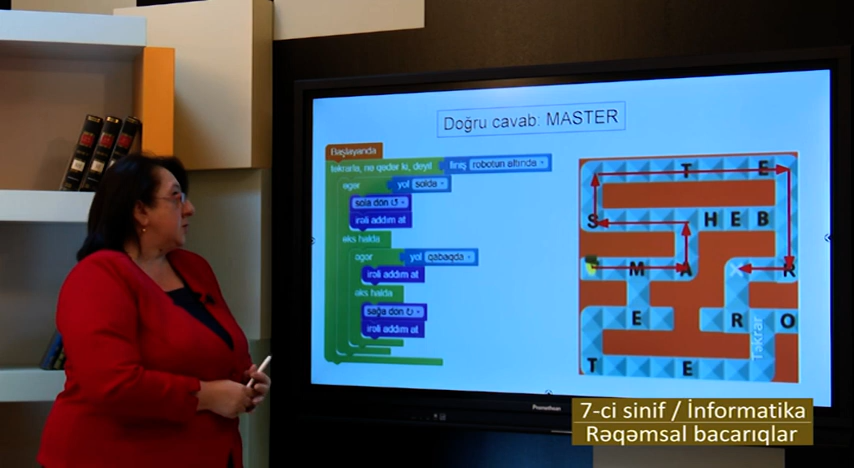 Doğru cavab: MASTER
Başlayanda
təkrarla, nə qədər ki, deyil finiş robotun altında
əgər yol solda
sola dön ↺
irəli addım at
əks halda
əgər yol qabaqda
irəli addım at
əks halda
sağa dön ↻
irəli addım at
T E
S H E B
M A R
E R O
T E
Təkrar
Promethean
7-ci sinif / İnformatika
Rəqəmsal bacarıqlar